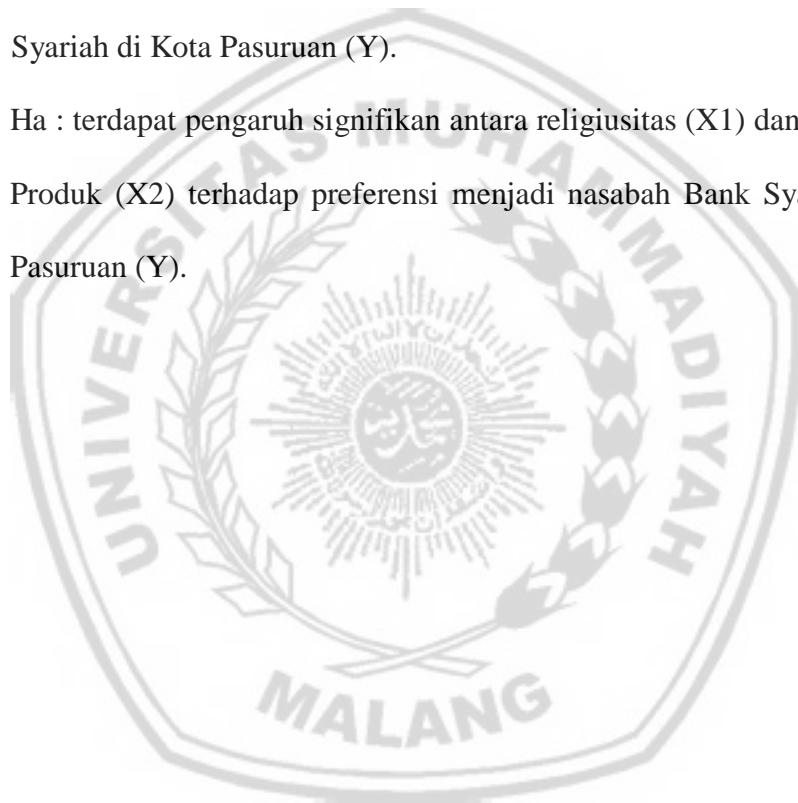 Syariah di Kota Pasuruan (Y).
Ha : terdapat pengaruh signifikan antara religiusitas (X1) dan
Produk (X2) terhadap preferensi menjadi nasabah Bank Sya
Pasuruan (Y).
UNIVERSITAS MUHAMMADIYAH
MALANG